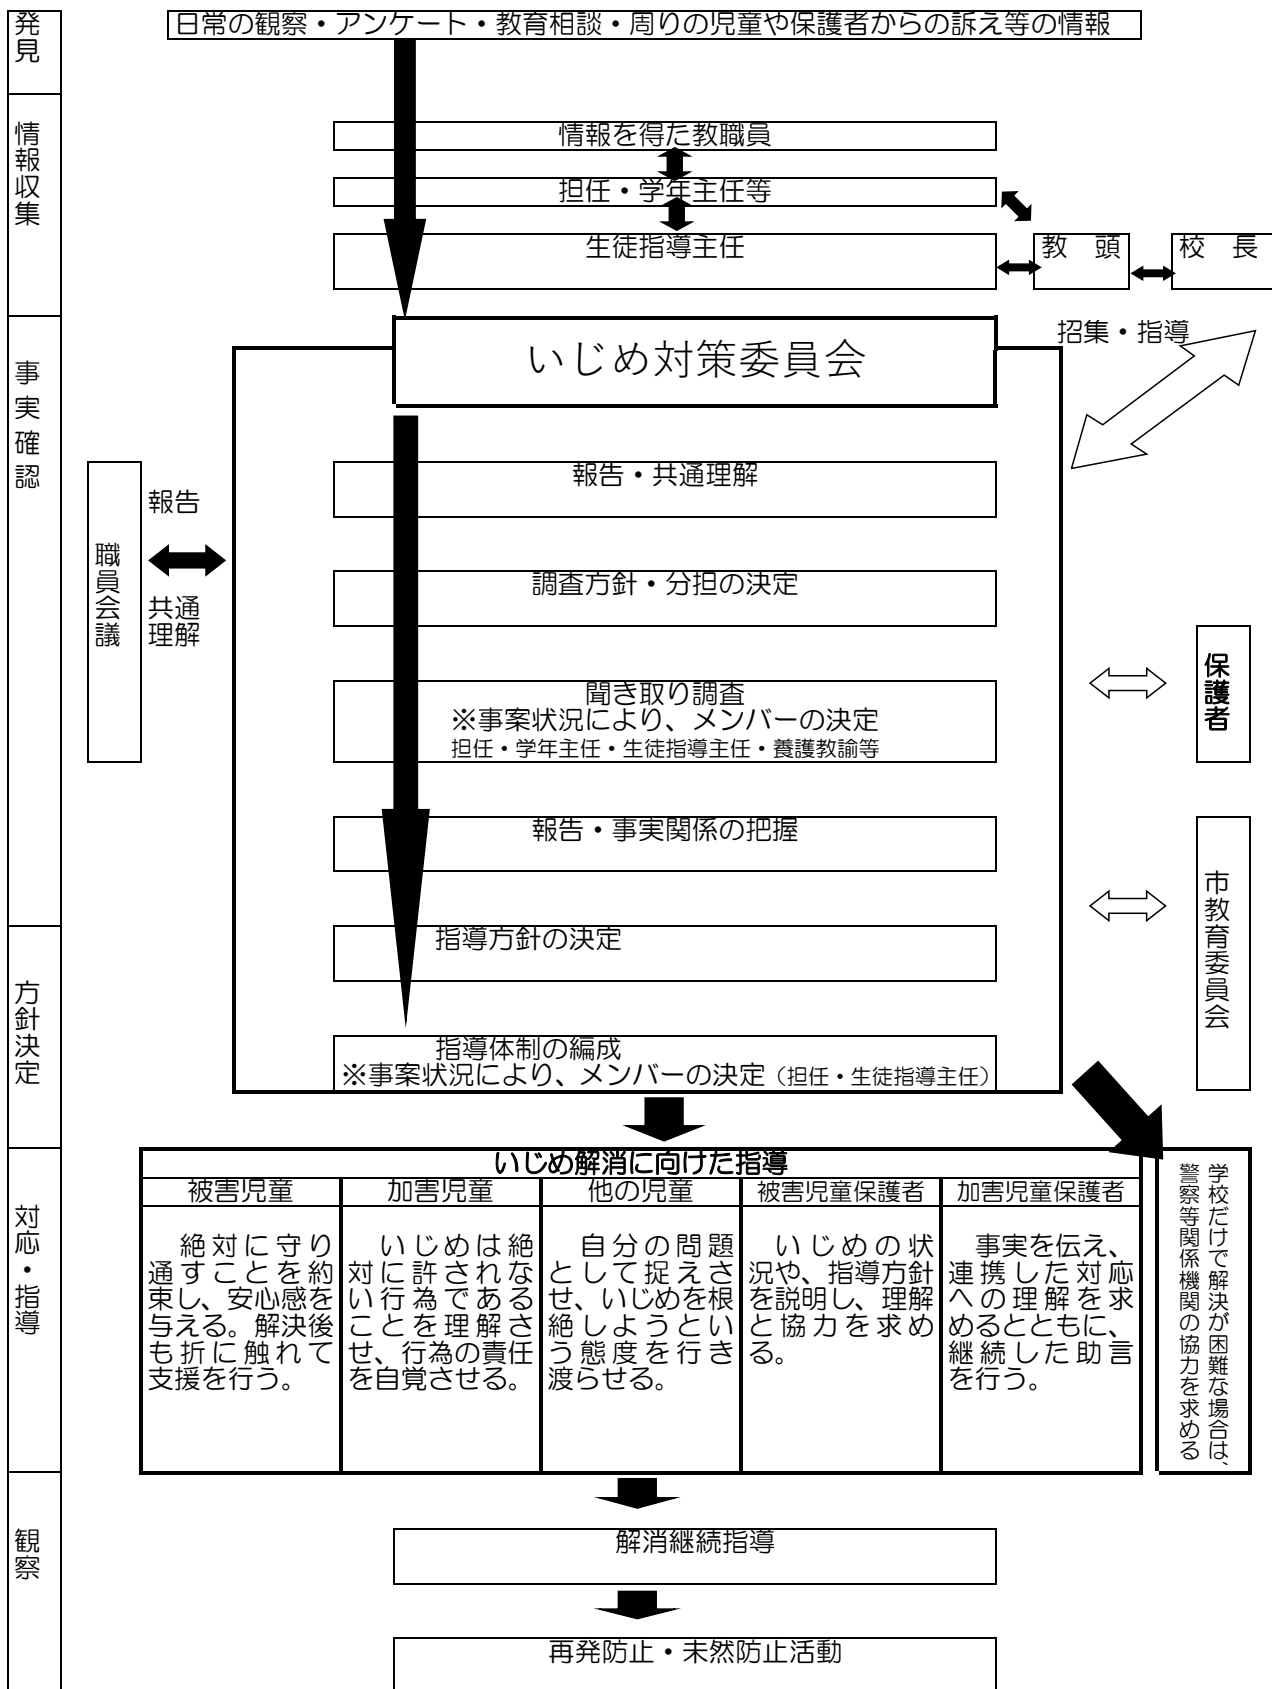 発見
日常の観察・アンケート・教育相談・周りの児童や保護者からの訴え等の情報
情報収集
情報を得た教職員
担任・学年主任等
生徒指導主任
教　頭
校　長
事実確認
いじめ対策委員会
招集・指導
職員会議
報告
共通
理解
報告・共通理解
調査方針・分担の決定
聞き取り調査
※事案状況により、メンバーの決定
担任・学年主任・生徒指導主任・養護教諭等
報告・事実関係の把握
保護者
市教育委員会
方針決定
指導方針の決定
指導体制の編成
※事案状況により、メンバーの決定（担任・生徒指導主任）
対応・指導
いじめ解消に向けた指導
被害児童
絶対に守り
通すことを約
束し、安心感を
与える。解決後
も折に触れて
支援を行う。
加害児童
いじめは絶
対に許されな
い行為である
ことを理解さ
せ、行為の責任
を自覚させる。
他の児童
自分の問題
として捉えさ
せ、いじめを根
絶しようとい
う態度を行き
渡らせる。
被害児童保護者
いじめの状
況や、指導方針
を説明し、理解
と協力を求め
る。
加害児童保護者
事実を伝え、
連携した対応
への理解を求
めるとともに、
継続した助言
を行う。
学校だけで解決が困難な場合は、
警察等関係機関の協力を求める
観察
解消継続指導
再発防止・未然防止活動